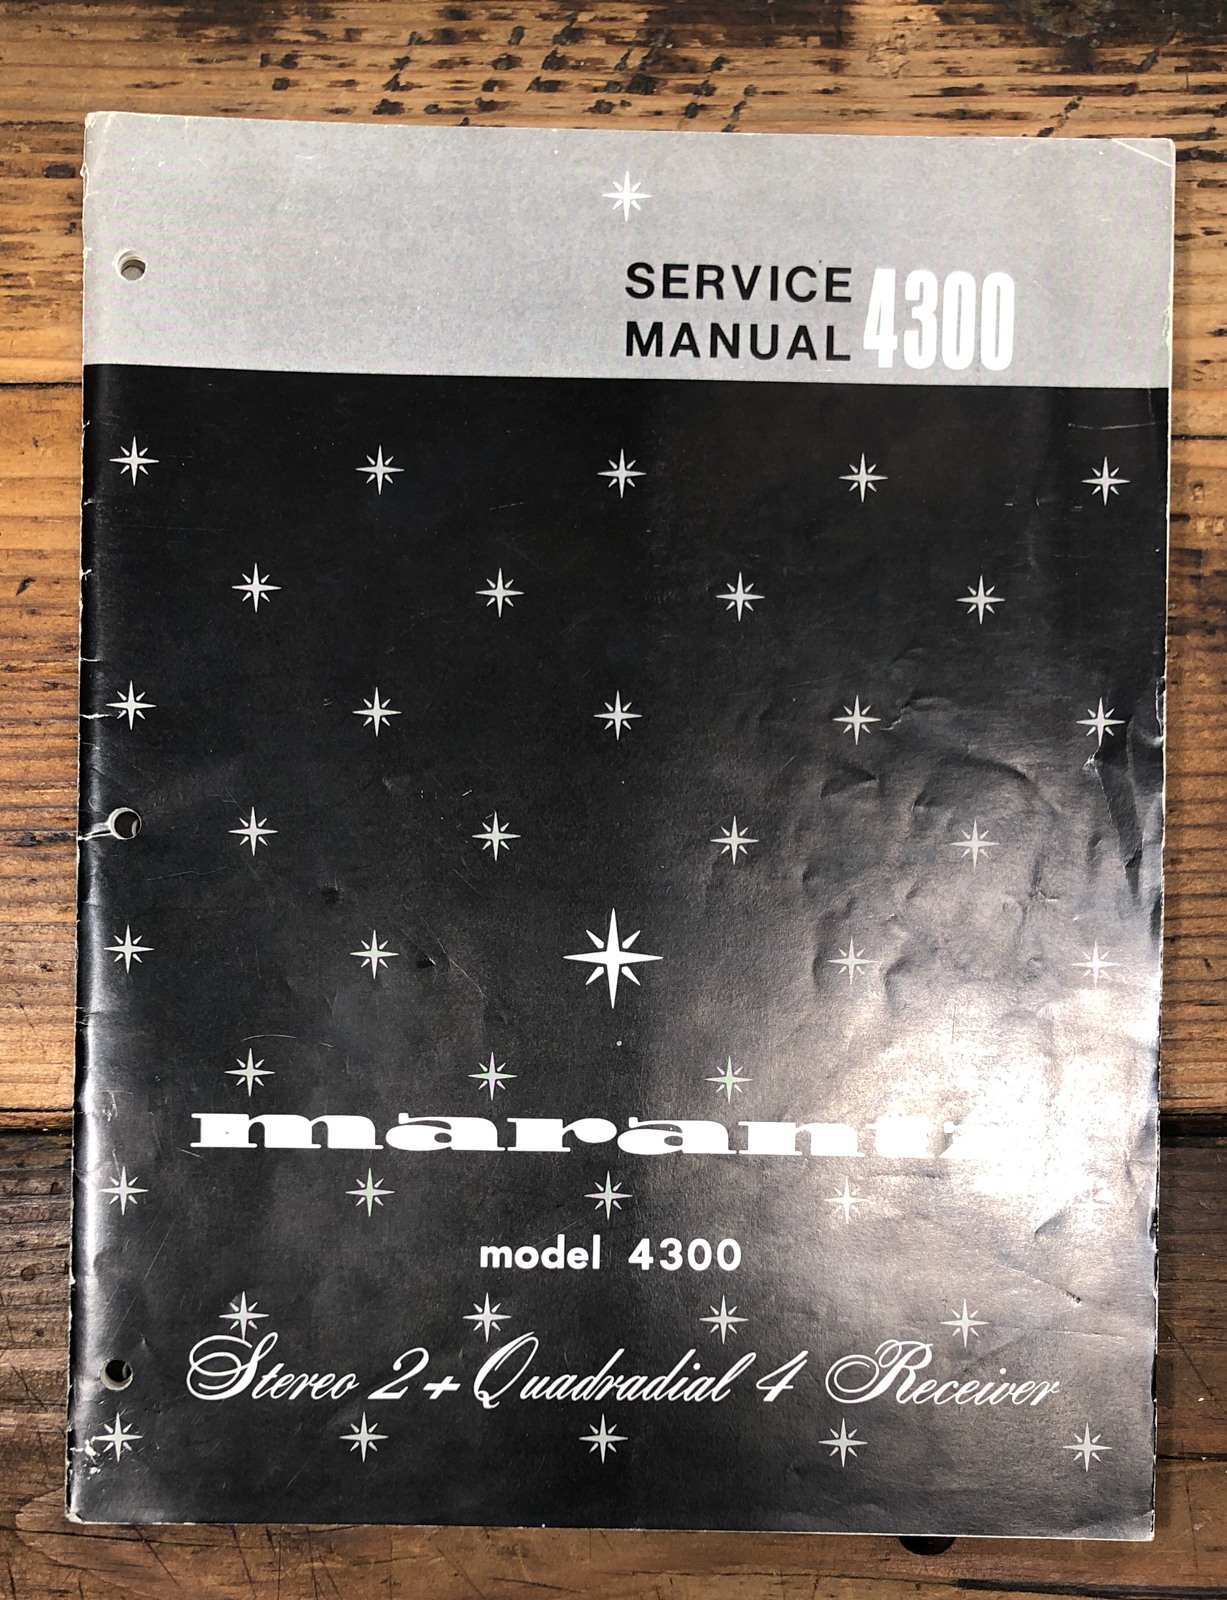 SERVICE
MANUAL 4300
marantz
model 4300
Stereo 2 + Quadradial 4 Receiver